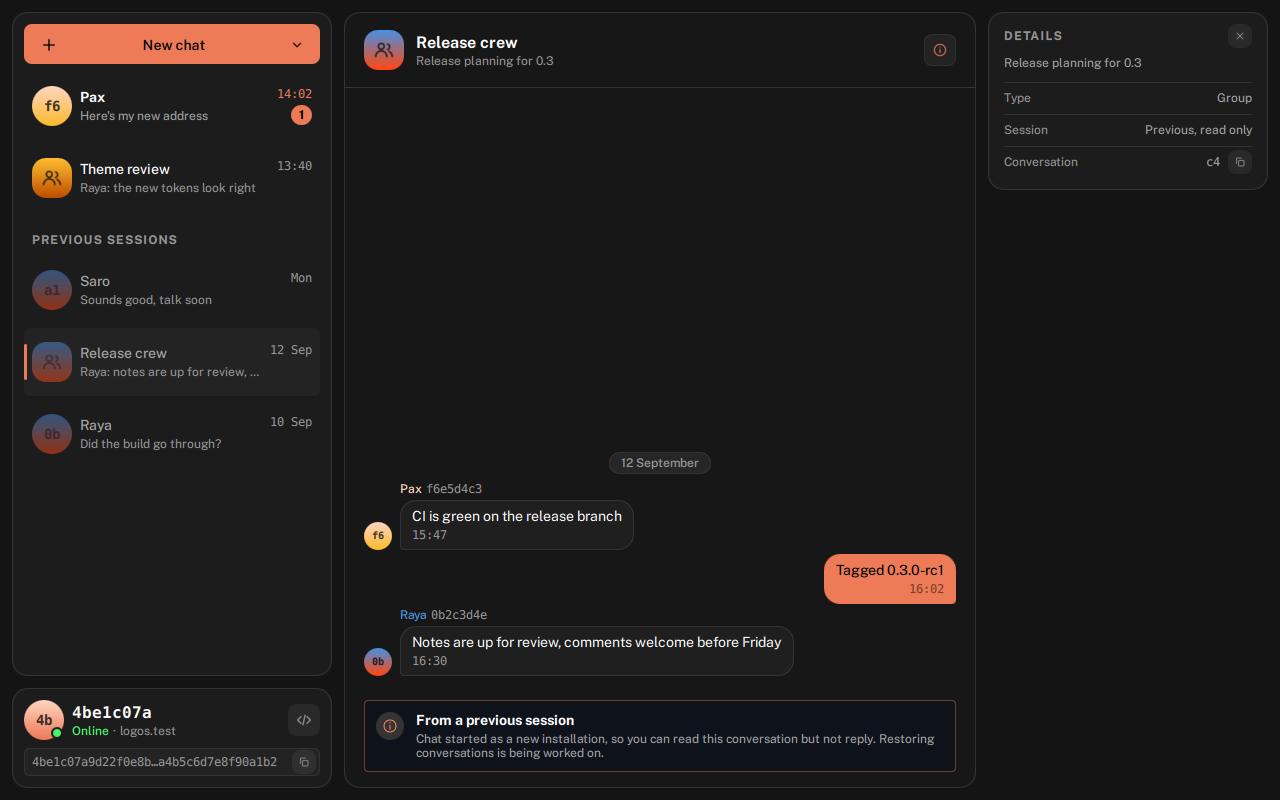 New chat
f6
Pax
14:02
Here's my new address
1
Theme review
13:40
Raya: the new tokens look right
PREVIOUS SESSIONS
a1
Saro
Mon
Sounds good, talk soon
Release crew
12 Sep
Raya: notes are up for review, ...
0b
Raya
10 Sep
Did the build go through?
4b
4be1c07a
Online · logos.test
4be1c07a9d22f0e8b…a4b5c6d7e8f90a1b2
Release crew
Release planning for 0.3
12 September
Pax f6e5d4c3
f6
CI is green on the release branch
15:47
Tagged 0.3.0-rc1
16:02
Raya 0b2c3d4e
0b
Notes are up for review, comments welcome before Friday
16:30
From a previous session
Chat started as a new installation, so you can read this conversation but not reply. Restoring
conversations is being worked on.
DETAILS
Release planning for 0.3
Type Group
Session Previous, read only
Conversation c4